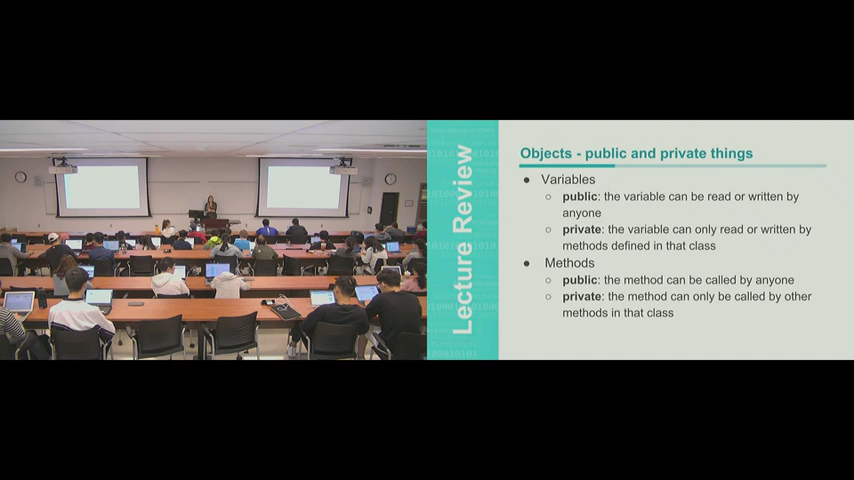 Lecture Review
Objects - public and private things
● Variables
○ public: the variable can be read or written by
anyone
○ private: the variable can only read or written by
methods defined in that class
● Methods
○ public: the method can be called by anyone
○ private: the method can only be called by other
methods in that class